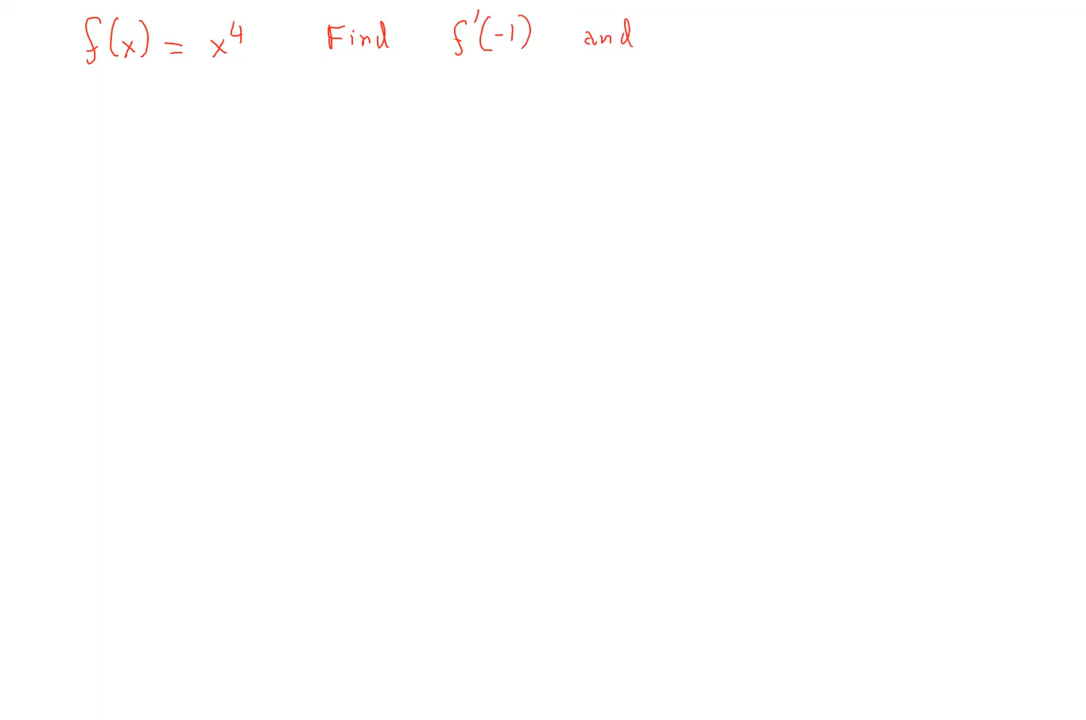 f(x) = x⁴ Find f'(-1) and